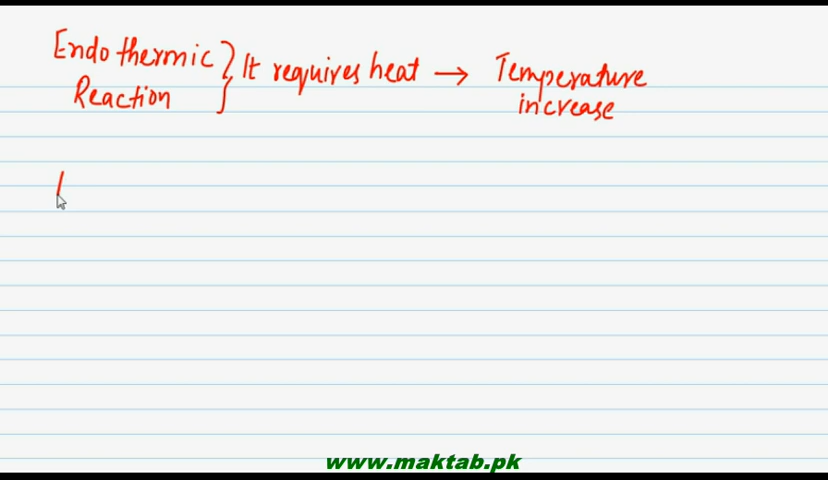 Endothermic } It requires heat → Temperature
Reaction increase
www.maktab.pk